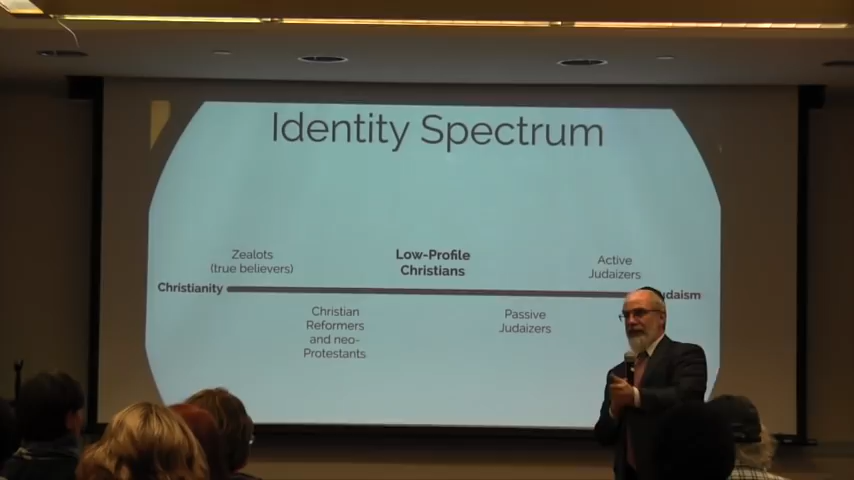 Identity Spectrum
Zealots
(true believers)
Low-Profile
Christians
Active
Judaizers
Christianity
Christian
Reformers
and neo-
Protestants
Passive
Judaizers